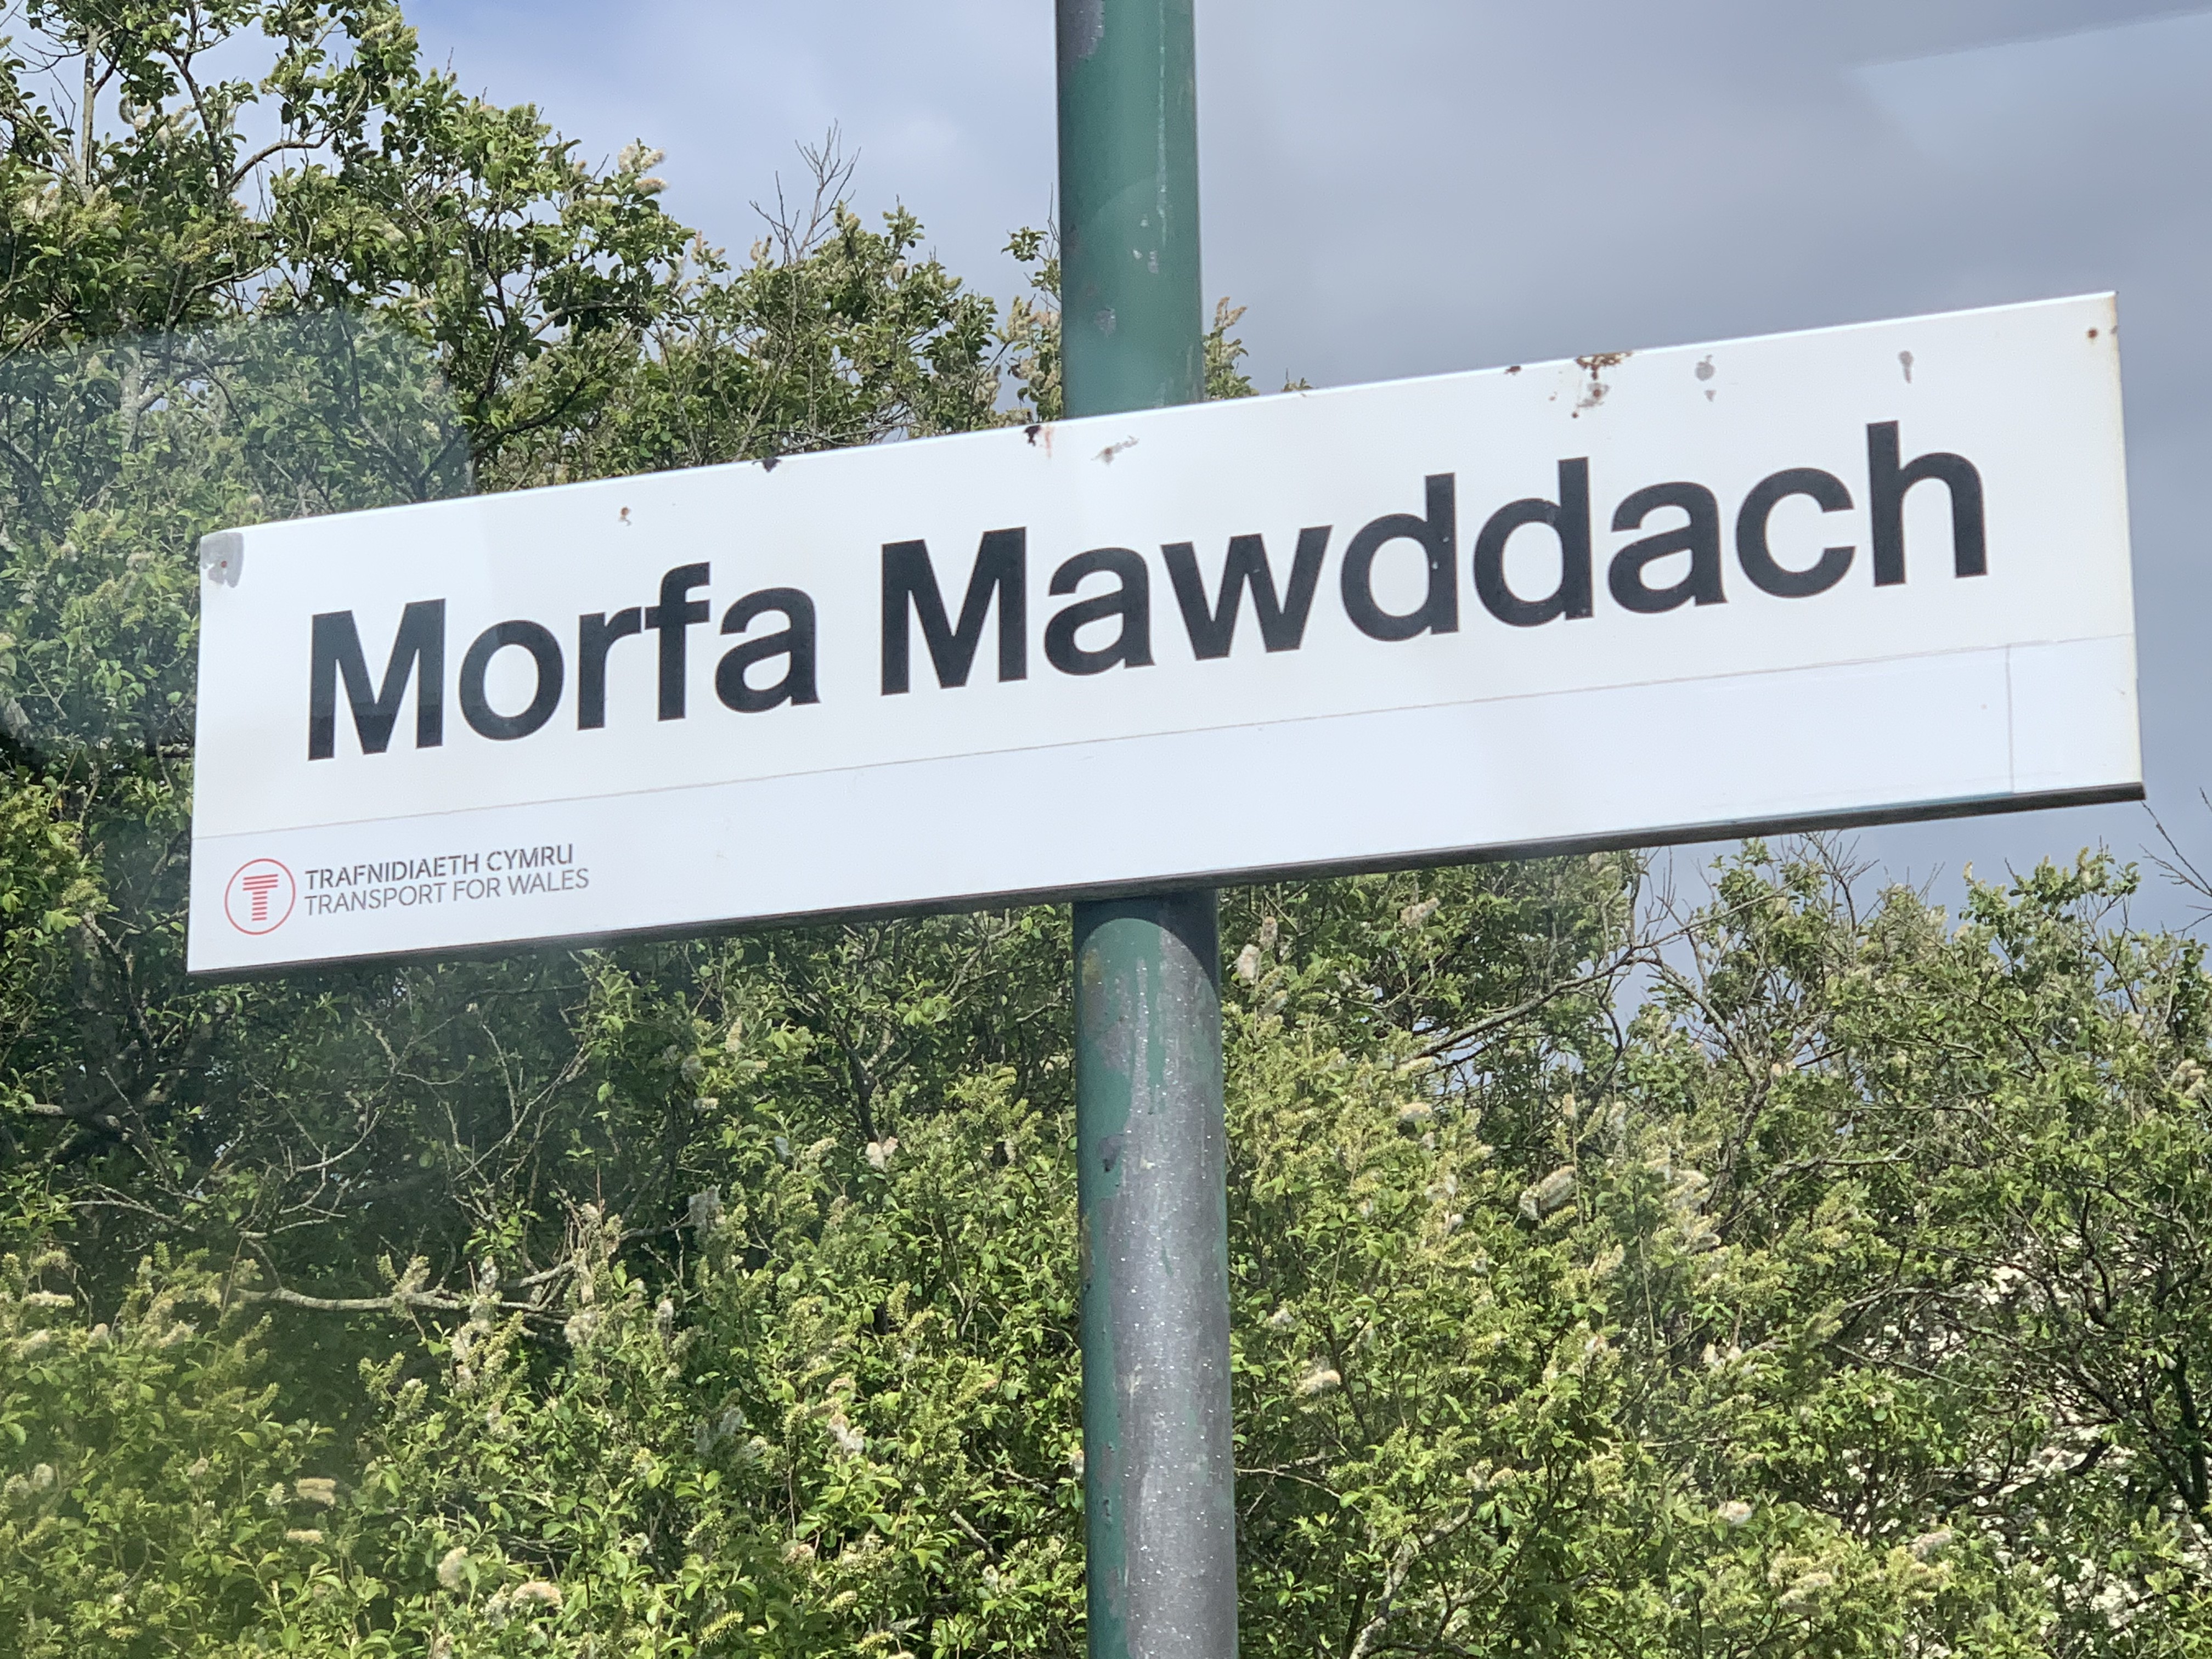 Morfa Mawddach
TRAFNIDIAETH CYMRU
TRANSPORT FOR WALES